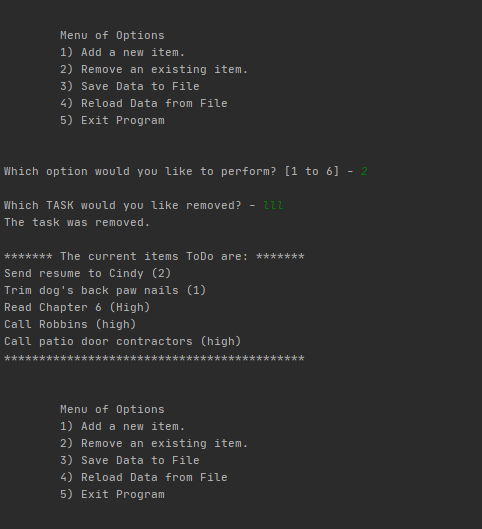 Menu of Options
1) Add a new item.
2) Remove an existing item.
3) Save Data to File
4) Reload Data from File
5) Exit Program
Which option would you like to perform? [1 to 6] - 2
Which TASK would you like removed? - lll
The task was removed.
******* The current items ToDo are: *******
Send resume to Cindy (2)
Trim dog's back paw nails (1)
Read Chapter 6 (High)
Call Robbins (high)
Call patio door contractors (high)
*******************************************
Menu of Options
1) Add a new item.
2) Remove an existing item.
3) Save Data to File
4) Reload Data from File
5) Exit Program